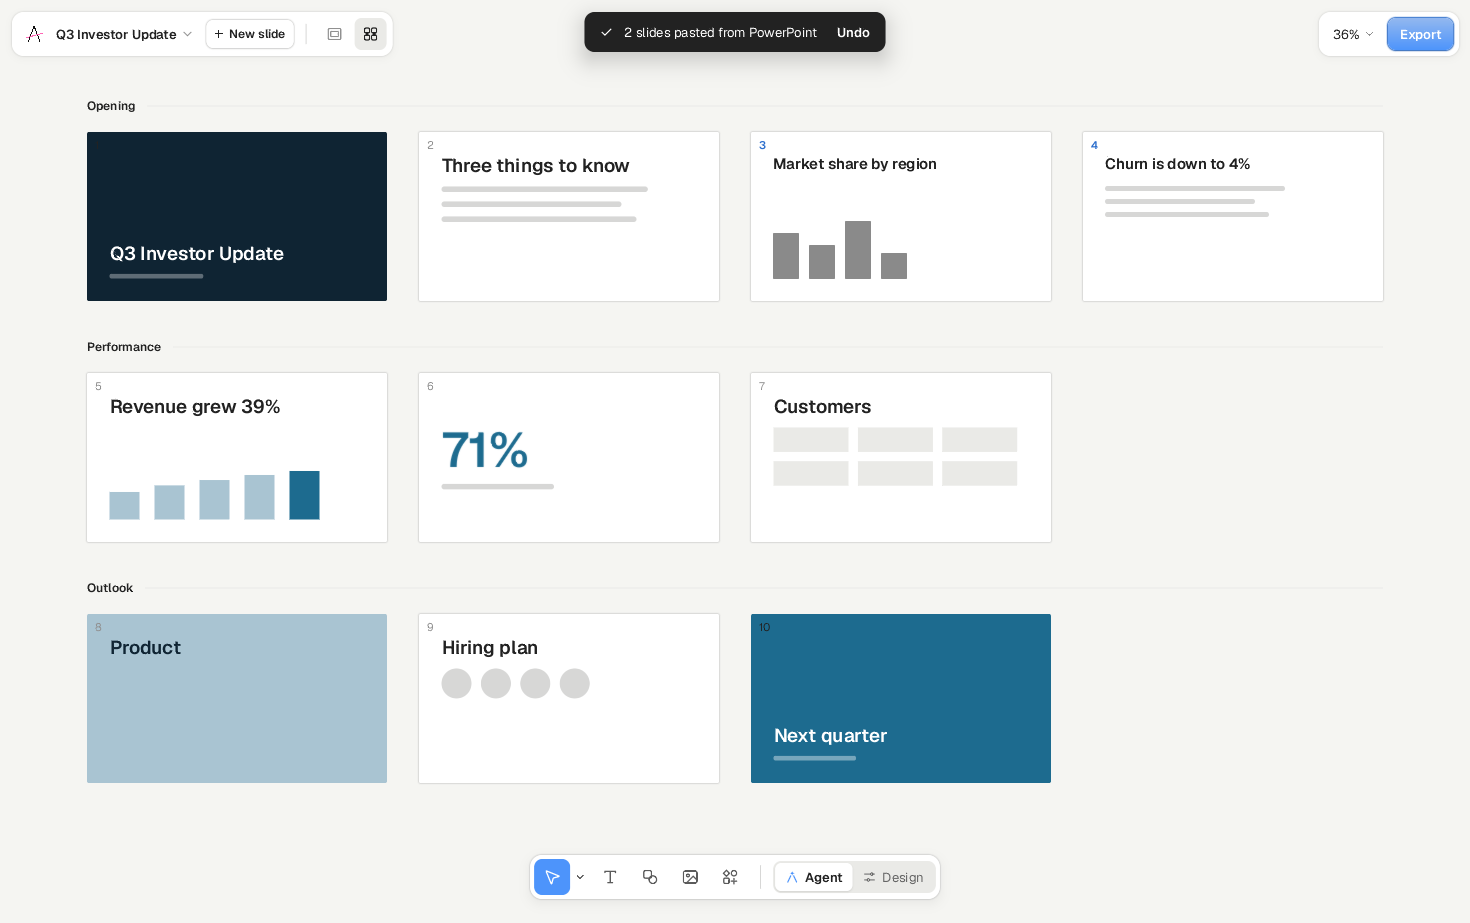 Q3 Investor Update
New slide
2 slides pasted from PowerPoint
Undo
36%
Export
Opening
Q3 Investor Update
2
Three things to know
3
Market share by region
4
Churn is down to 4%
Performance
5
Revenue grew 39%
6
71%
7
Customers
Outlook
8
Product
9
Hiring plan
10
Next quarter
Agent
Design